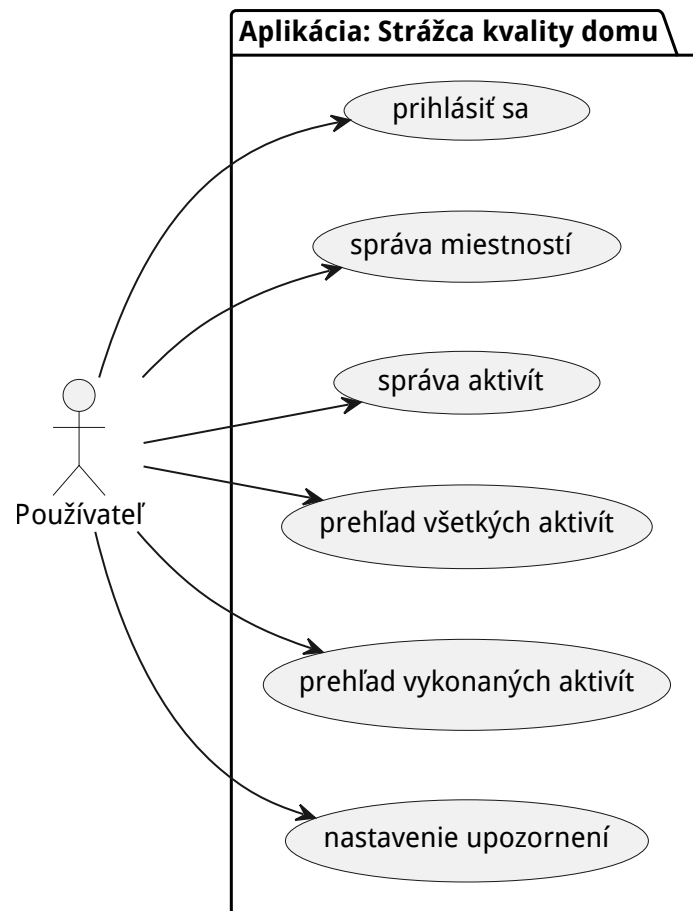 Aplikácia: Strážca kvality domu
prihlásiť sa
správa miestností
správa aktivít
Používateľ
prehľad všetkých aktivít
prehľad vykonaných aktivít
nastavenie upozornení